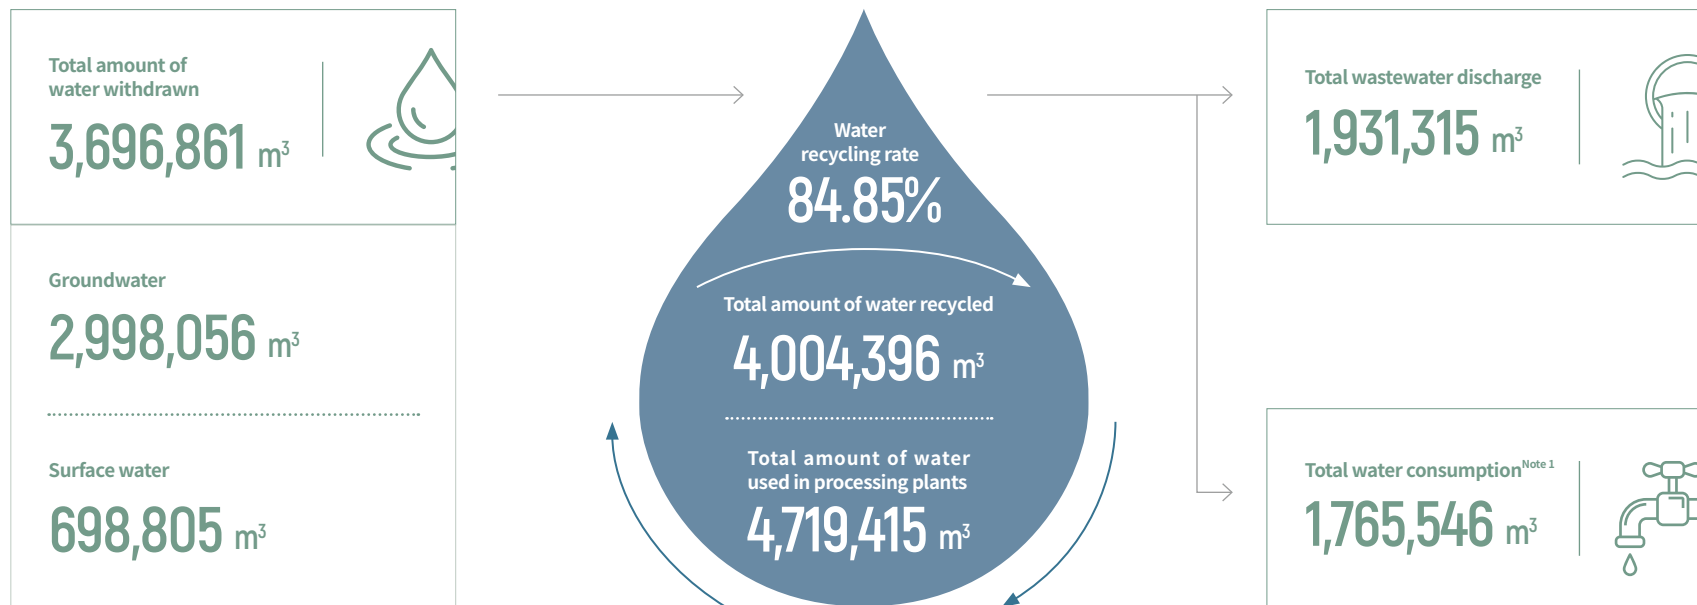 Total amount of
water withdrawn
3,696,861 m³
Groundwater
2,998,056 m³
Surface water
698,805 m³
Water
recycling rate
84.85%
Total amount of water recycled
4,004,396 m³
Total amount of water
used in processing plants
4,719,415 m³
Total wastewater discharge
1,931,315 m³
Total water consumption Note 1
1,765,546 m³